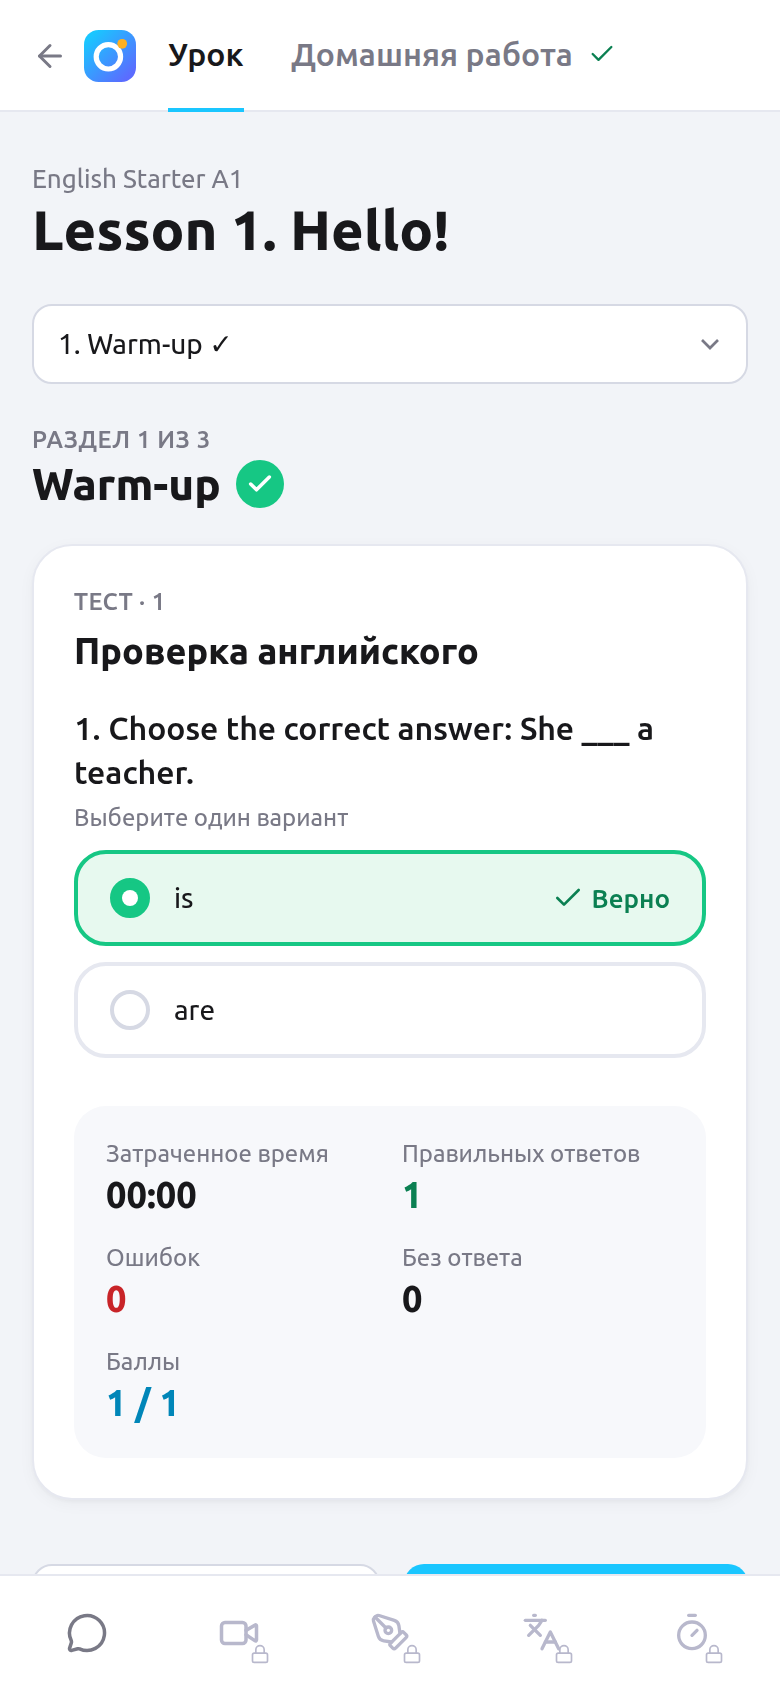 Урок Домашняя работа ✓
English Starter A1
Lesson 1. Hello!
1. Warm-up ✓
РАЗДЕЛ 1 ИЗ 3
Warm-up
ТЕСТ · 1
Проверка английского
1. Choose the correct answer: She ___ a
teacher.
Выберите один вариант
is ✓ Верно
are
Затраченное время Правильных ответов
00:00 1
Ошибок Без ответа
0 0
Баллы
1 / 1